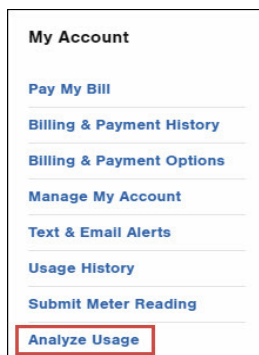 My Account
Pay My Bill
Billing & Payment History
Billing & Payment Options
Manage My Account
Text & Email Alerts
Usage History
Submit Meter Reading
Analyze Usage